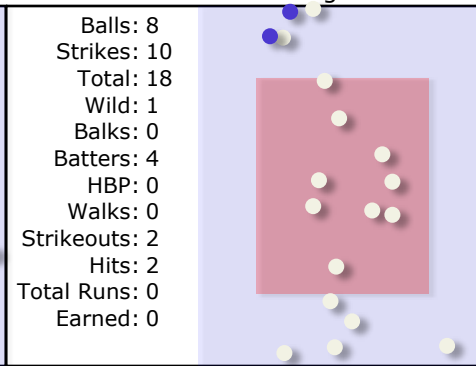 Balls: 8
Strikes: 10
Total: 18
Wild: 1
Balks: 0
Batters: 4
HBP: 0
Walks: 0
Strikeouts: 2
Hits: 2
Total Runs: 0
Earned: 0